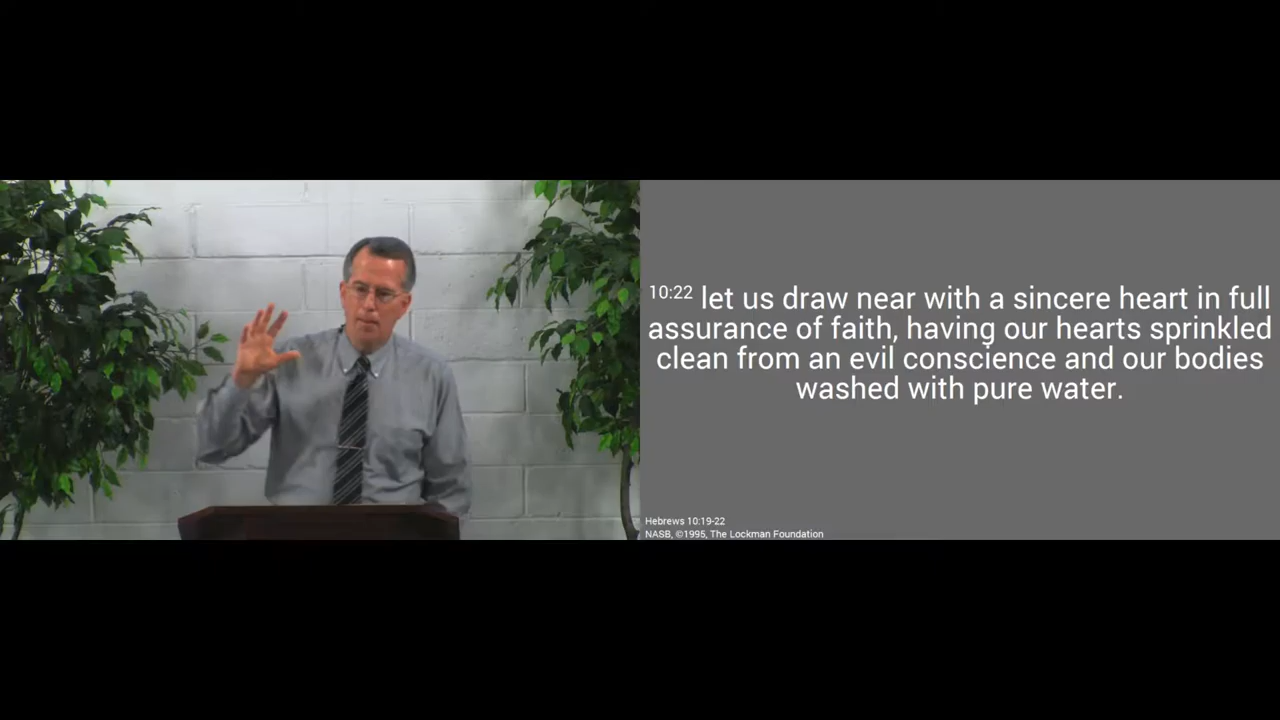 10:22 let us draw near with a sincere heart in full
assurance of faith, having our hearts sprinkled
clean from an evil conscience and our bodies
washed with pure water.
Hebrews 10:19-22
NASB, ©1995, The Lockman Foundation